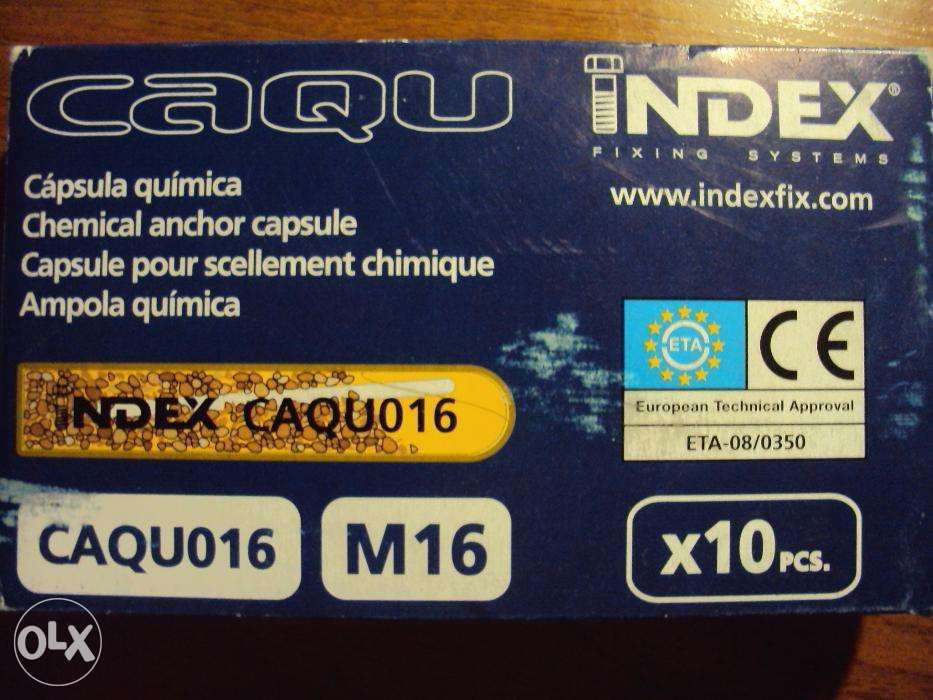 caQU
INDEX®
FIXING SYSTEMS
www.indexfix.com
Cápsula química
Chemical anchor capsule
Capsule pour scellement chimique
Ampola química
ETA
CE
European Technical Approval
ETA-08/0350
INDEX CAQU016
CAQU016
M16
x10 PCS.
OLX